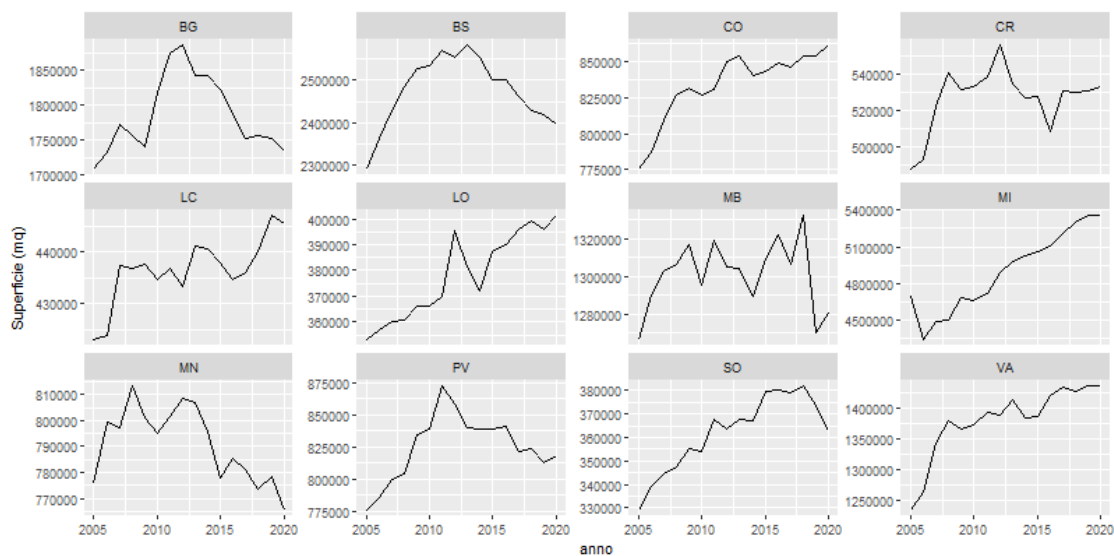 BG
BS
CO
CR
1850000
1800000
1750000
1700000
2500000
2400000
2300000
850000
825000
800000
775000
540000
520000
500000
LC
LO
MB
MI
440000
430000
400000
390000
380000
370000
360000
1320000
1300000
1280000
5400000
5100000
4800000
4500000
Superficie (mq)
MN
PV
SO
VA
810000
800000
790000
780000
770000
875000
850000
825000
800000
775000
380000
370000
360000
350000
340000
330000
1400000
1350000
1300000
1250000
2005 2010 2015 2020
2005 2010 2015 2020
2005 2010 2015 2020
2005 2010 2015 2020
anno